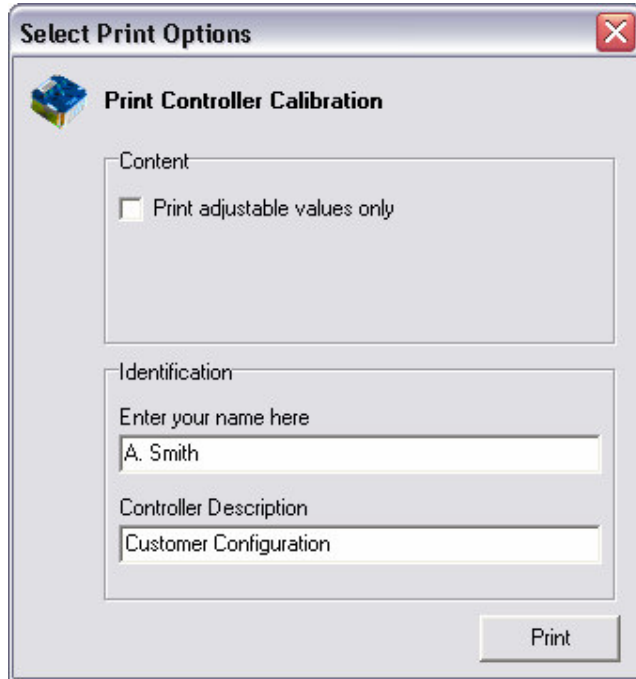 Select Print Options
Print Controller Calibration
Content
Print adjustable values only
Identification
Enter your name here
A. Smith
Controller Description
Customer Configuration
Print